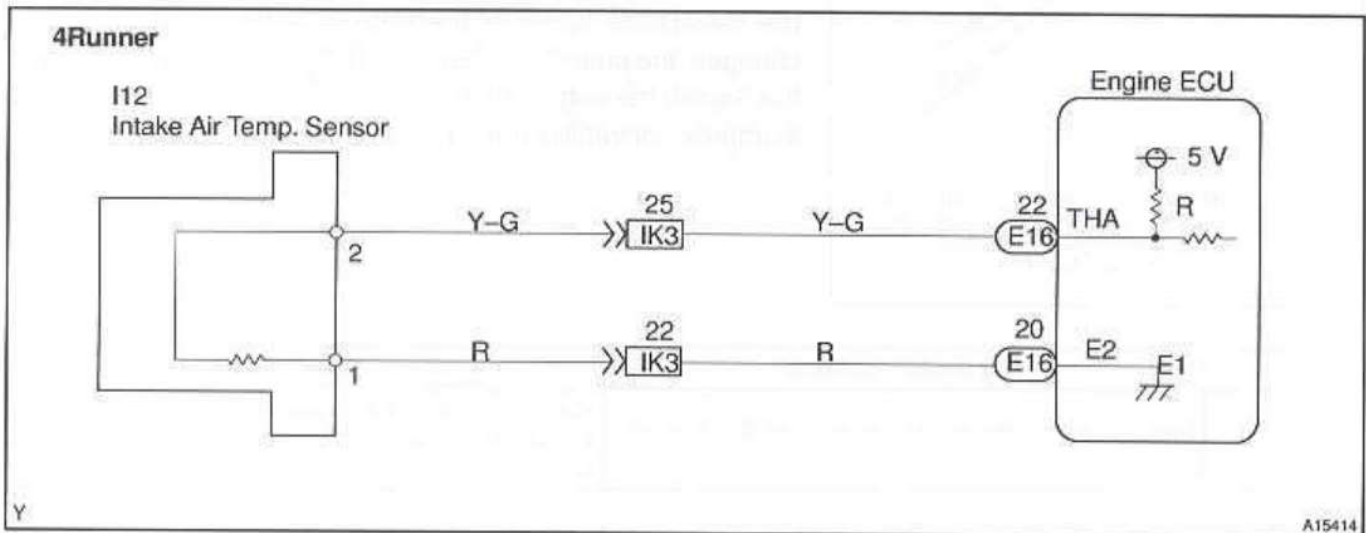 4Runner
I12
Intake Air Temp. Sensor
Engine ECU
5 V
R
2
Y–G
25
IK3
Y–G
22
E16
THA
1
R
22
IK3
R
20
E16
E2
E1
Y
A15414